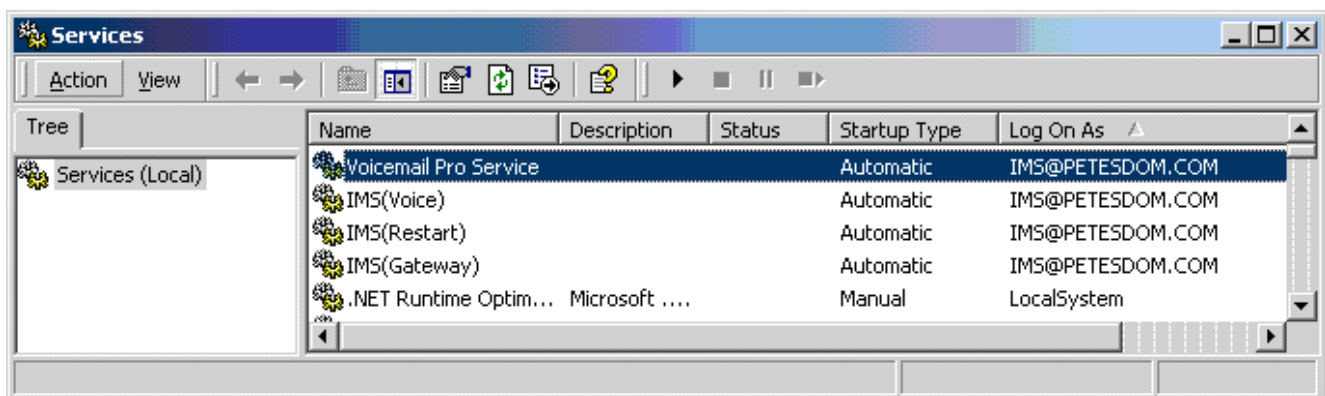 Services
Action View
Tree
Services (Local)
Name Description Status Startup Type Log On As
Voicemail Pro Service Automatic IMS@PETESDOM.COM
IMS(Voice) Automatic IMS@PETESDOM.COM
IMS(Restart) Automatic IMS@PETESDOM.COM
IMS(Gateway) Automatic IMS@PETESDOM.COM
.NET Runtime Optim... Microsoft .... Manual LocalSystem